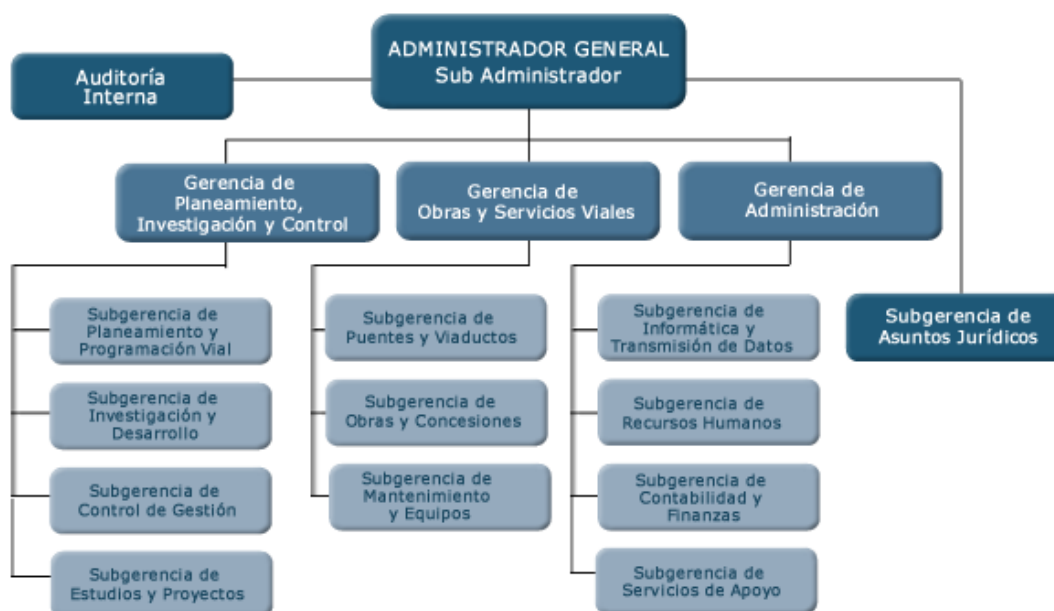 ADMINISTRADOR GENERAL
Sub Administrador
Auditoría
Interna
Gerencia de
Planeamiento,
Investigación y Control
Gerencia de
Obras y Servicios Viales
Gerencia de
Administración
Subgerencia de
Planeamiento y
Programación Vial
Subgerencia de
Investigación y
Desarrollo
Subgerencia de
Control de Gestión
Subgerencia de
Estudios y Proyectos
Subgerencia de
Puentes y Viaductos
Subgerencia de
Obras y Concesiones
Subgerencia de
Mantenimiento
y Equipos
Subgerencia de
Informática y
Transmisión de Datos
Subgerencia de
Recursos Humanos
Subgerencia de
Contabilidad y
Finanzas
Subgerencia de
Servicios de Apoyo
Subgerencia de
Asuntos Jurídicos